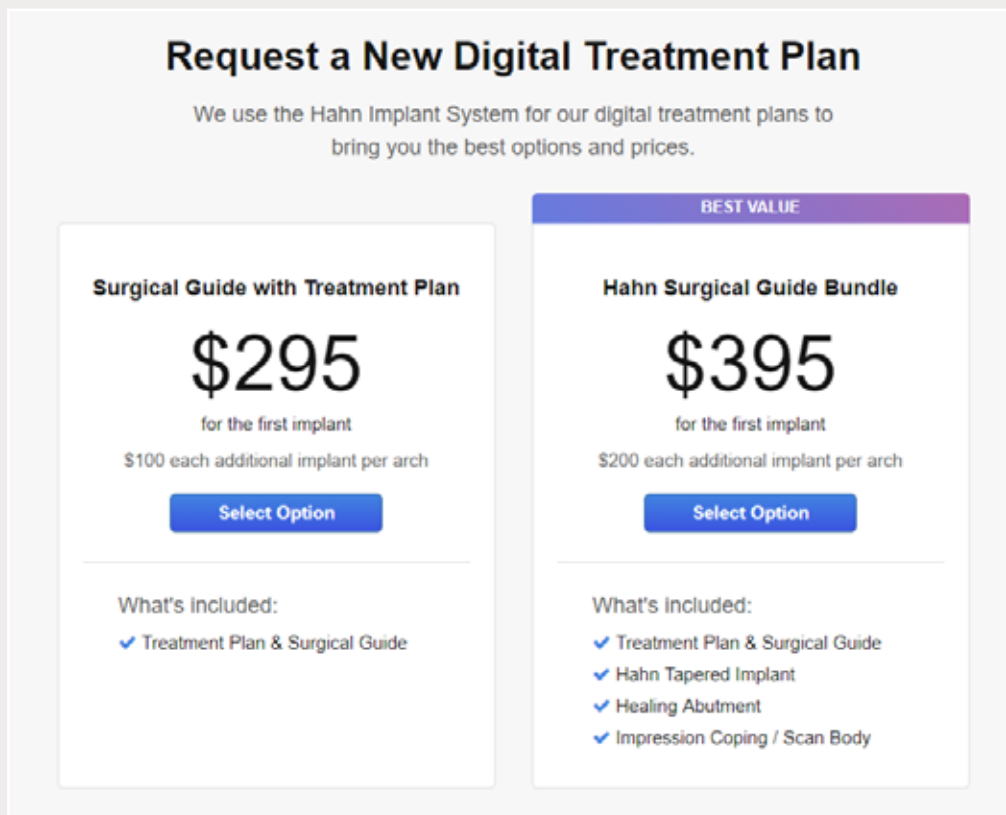 Request a New Digital Treatment Plan
We use the Hahn Implant System for our digital treatment plans to
bring you the best options and prices.
Surgical Guide with Treatment Plan
$295
for the first implant
$100 each additional implant per arch
Select Option
What's included:
Treatment Plan & Surgical Guide
BEST VALUE
Hahn Surgical Guide Bundle
$395
for the first implant
$200 each additional implant per arch
Select Option
What's included:
Treatment Plan & Surgical Guide
Hahn Tapered Implant
Healing Abutment
Impression Coping / Scan Body